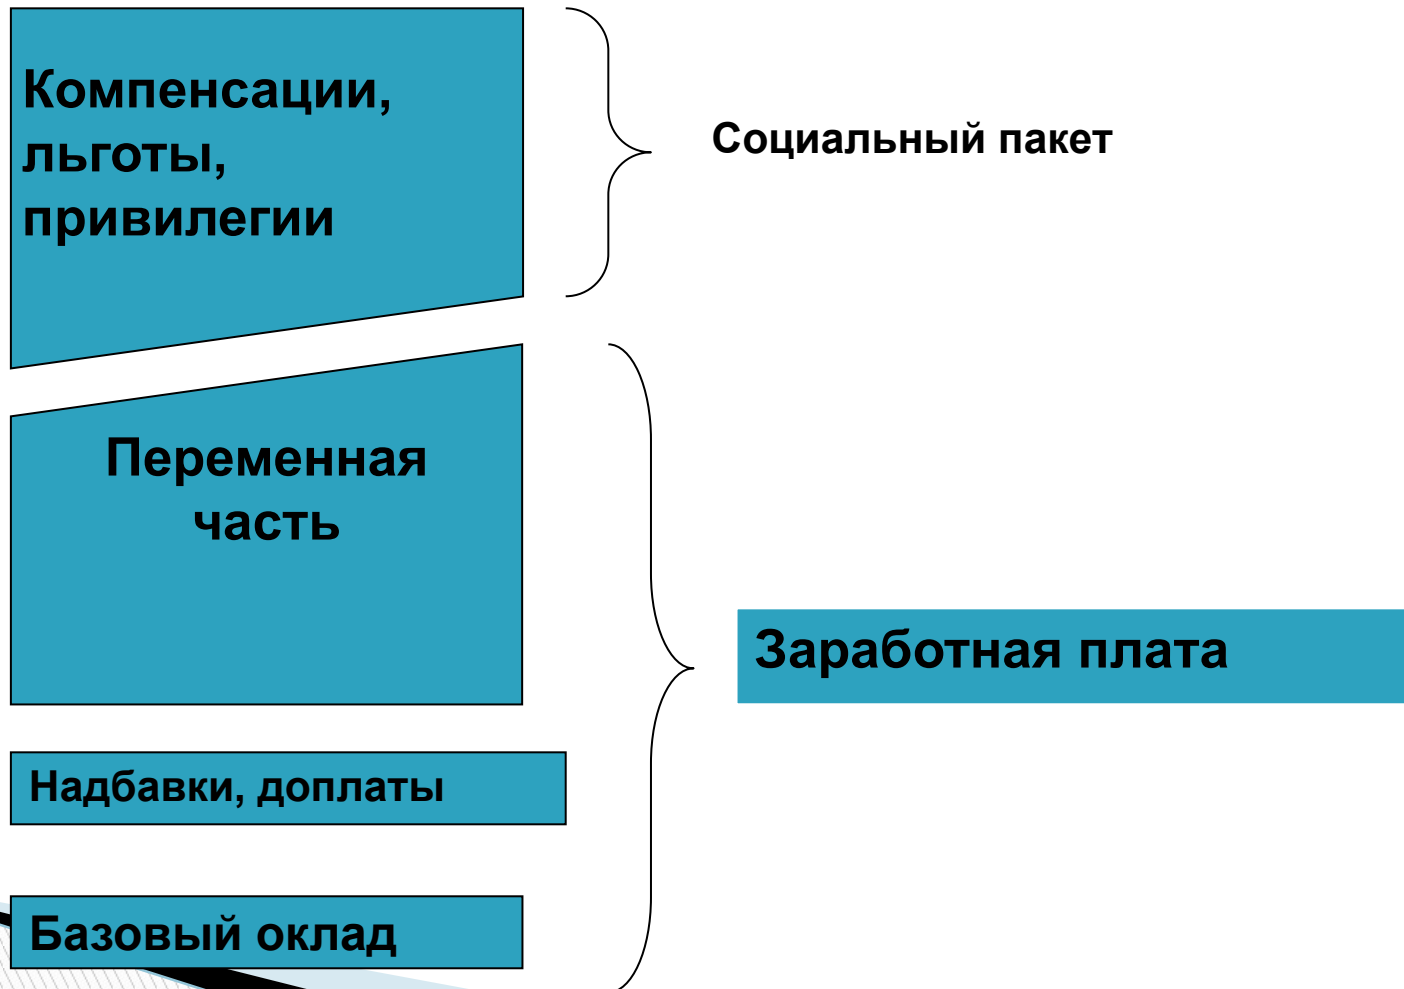 Компенсации,
льготы,
привилегии
Социальный пакет
Переменная
часть
Заработная плата
Надбавки, доплаты
Базовый оклад